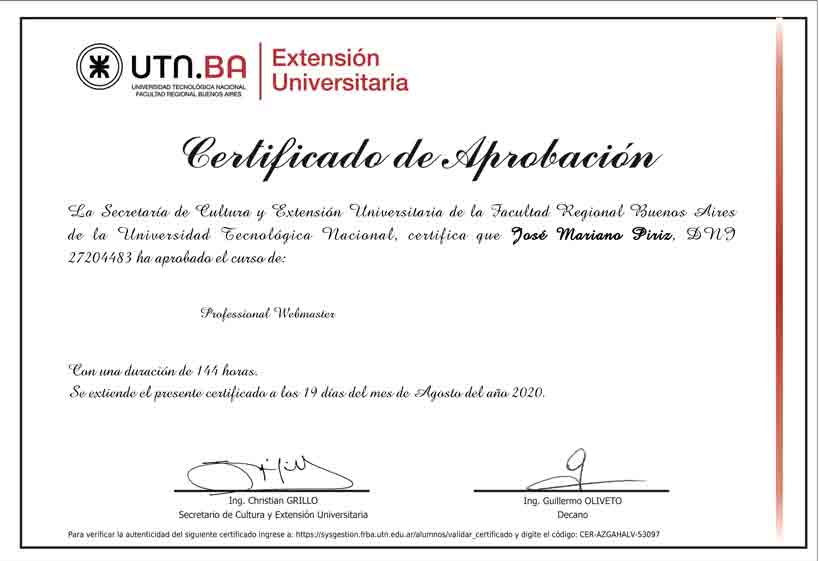 UTN.BA
UNIVERSIDAD TECNOLÓGICA NACIONAL
FACULTAD REGIONAL BUENOS AIRES
Extensión
Universitaria
Certificado de Aprobación
La Secretaría de Cultura y Extensión Universitaria de la Facultad Regional Buenos Aires
de la Universidad Tecnológica Nacional, certifica que José Mariano Piriz, DNI
27204483 ha aprobado el curso de:
Professional Webmaster
Con una duración de 144 horas.
Se extiende el presente certificado a los 19 días del mes de Agosto del año 2020.
Ing. Christian GRILLO
Secretario de Cultura y Extensión Universitaria
Ing. Guillermo OLIVETO
Decano
Para verificar la autenticidad del siguiente certificado ingrese a: https://sysgestion.frba.utn.edu.ar/alumnos/validar_certificado y digite el código: CER-AZGAHALV-53097